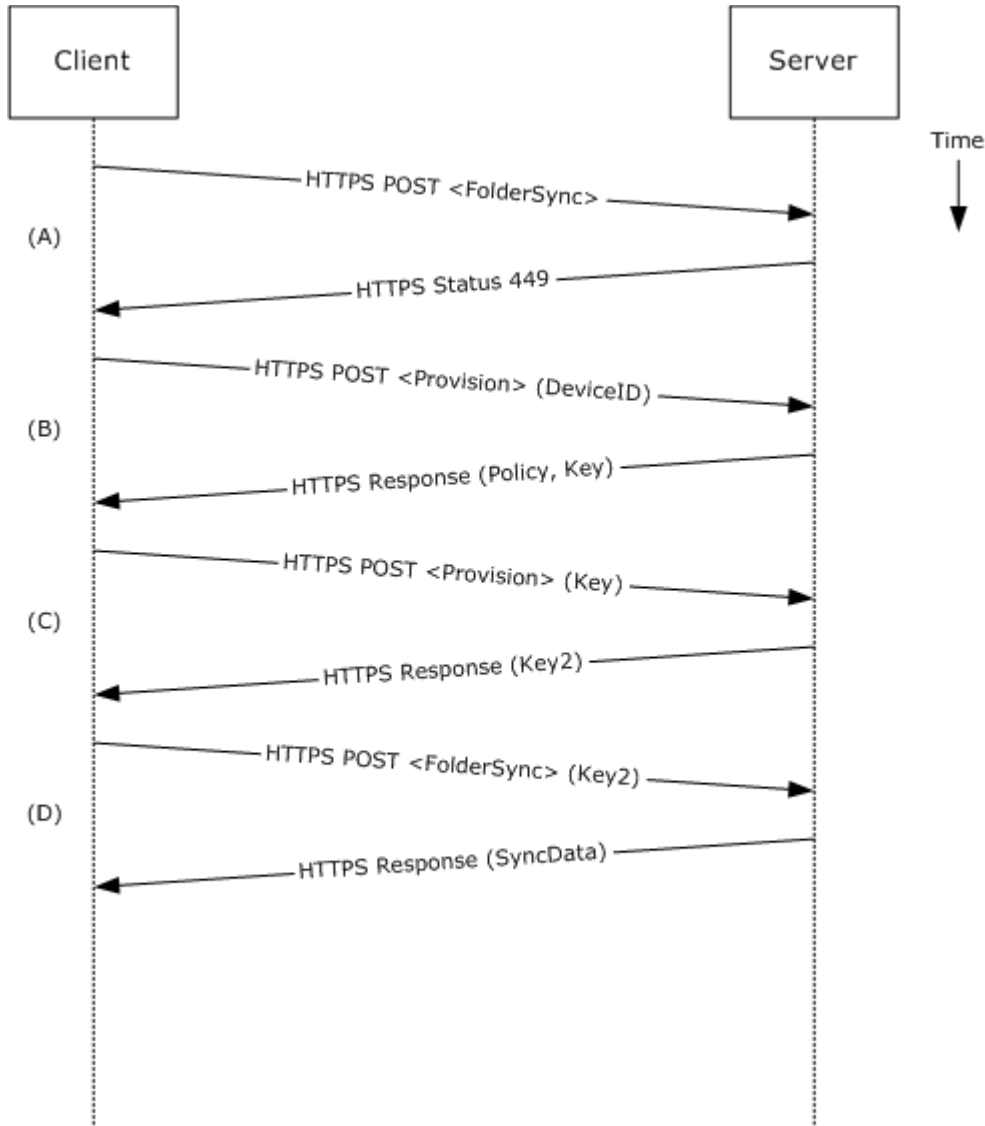 Client
Server
Time
HTTPS POST <FolderSync>
(A)
HTTPS Status 449
HTTPS POST <Provision> (DeviceID)
(B)
HTTPS Response (Policy, Key)
HTTPS POST <Provision> (Key)
(C)
HTTPS Response (Key2)
HTTPS POST <FolderSync> (Key2)
(D)
HTTPS Response (SyncData)